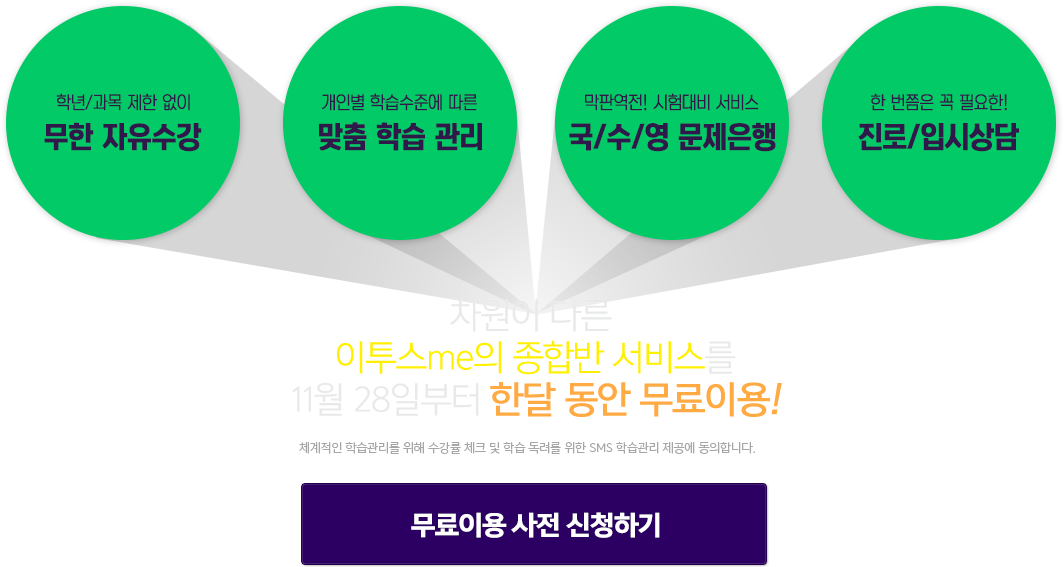 학년/과목 제한 없이
무한 자유수강
개인별 학습수준에 따른
맞춤 학습 관리
막판역전! 시험대비 서비스
국/수/영 문제은행
한 번쯤은 꼭 필요한!
진로/입시상담
차원이 다른
이투스me의 종합반 서비스를
11월 28일부터 한달 동안 무료이용!
체계적인 학습관리를 위해 수강률 체크 및 학습 독려를 위한 SMS 학습관리 제공에 동의합니다.
무료이용 사전 신청하기